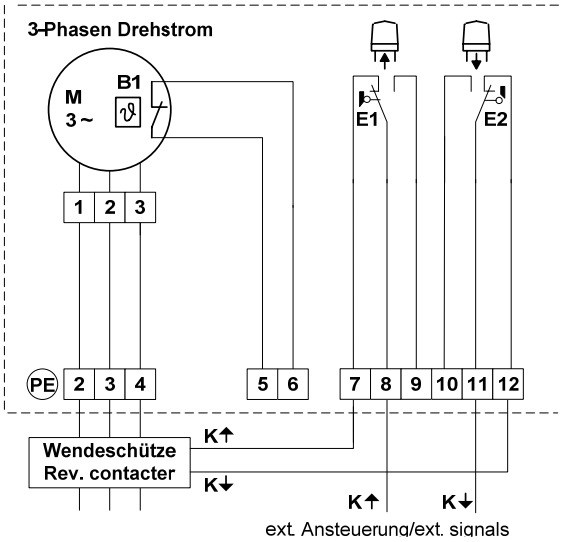 3-Phasen Drehstrom
B1
M
3~
ϑ
E1
E2
1 2 3
PE 2 3 4 5 6 7 8 9 10 11 12
Wendeschütze
Rev. contacter
K↑
K↓
K↑ K↓
ext. Ansteuerung/ext. signals